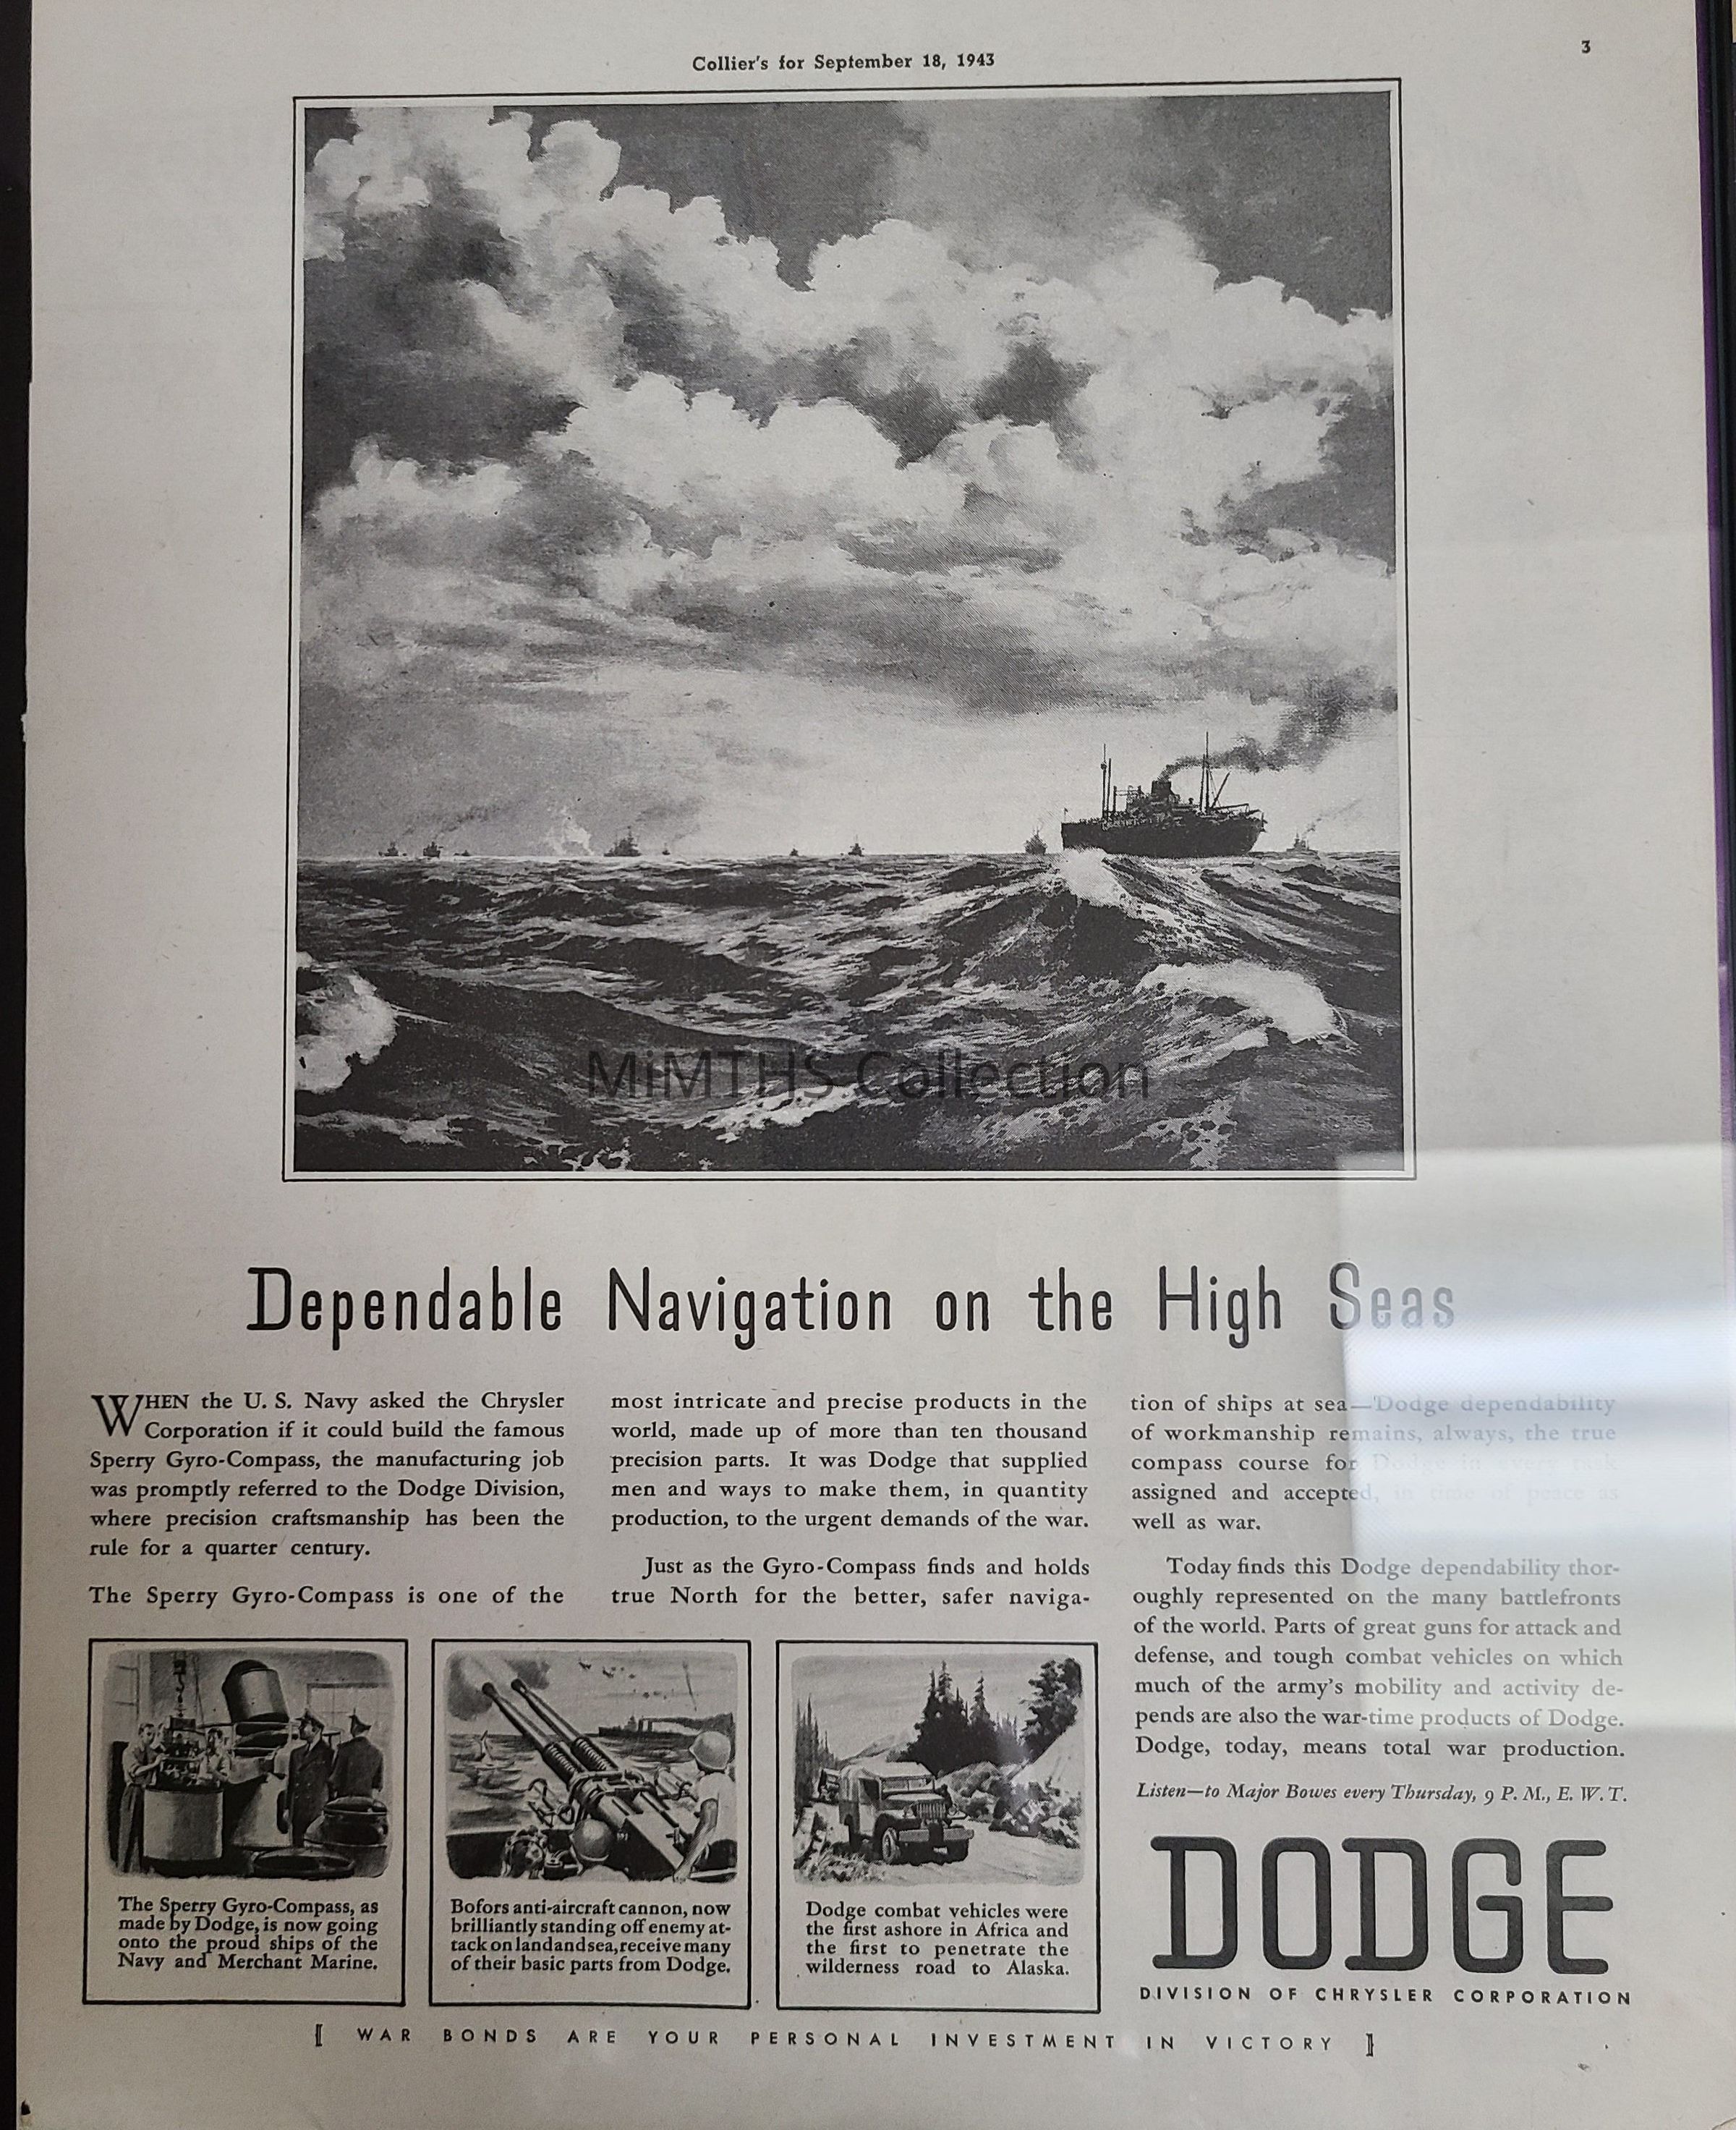 Collier's for September 18, 1943
3
MiMTHS Collection
Dependable Navigation on the High Seas
WHEN the U. S. Navy asked the Chrysler
Corporation if it could build the famous
Sperry Gyro-Compass, the manufacturing job
was promptly referred to the Dodge Division,
where precision craftsmanship has been the
rule for a quarter century.
The Sperry Gyro-Compass is one of the
most intricate and precise products in the
world, made up of more than ten thousand
precision parts. It was Dodge that supplied
men and ways to make them, in quantity
production, to the urgent demands of the war.
Just as the Gyro-Compass finds and holds
true North for the better, safer naviga-
tion of ships at sea—Dodge dependability
of workmanship remains, always, the true
compass course for Dodge in every task
assigned and accepted, in time of peace as
well as war.
Today finds this Dodge dependability thor-
oughly represented on the many battlefronts
of the world. Parts of great guns for attack and
defense, and tough combat vehicles on which
much of the army's mobility and activity de-
pends are also the war-time products of Dodge.
Dodge, today, means total war production.
Listen—to Major Bowes every Thursday, 9 P. M., E. W. T.
The Sperry Gyro-Compass, as
made by Dodge, is now going
onto the proud ships of the
Navy and Merchant Marine.
Bofors anti-aircraft cannon, now
brilliantly standing off enemy at-
tack on land and sea, receive many
of their basic parts from Dodge.
Dodge combat vehicles were
the first ashore in Africa and
the first to penetrate the
wilderness road to Alaska.
DODGE
DIVISION OF CHRYSLER CORPORATION
[ WAR BONDS ARE YOUR PERSONAL INVESTMENT IN VICTORY ]